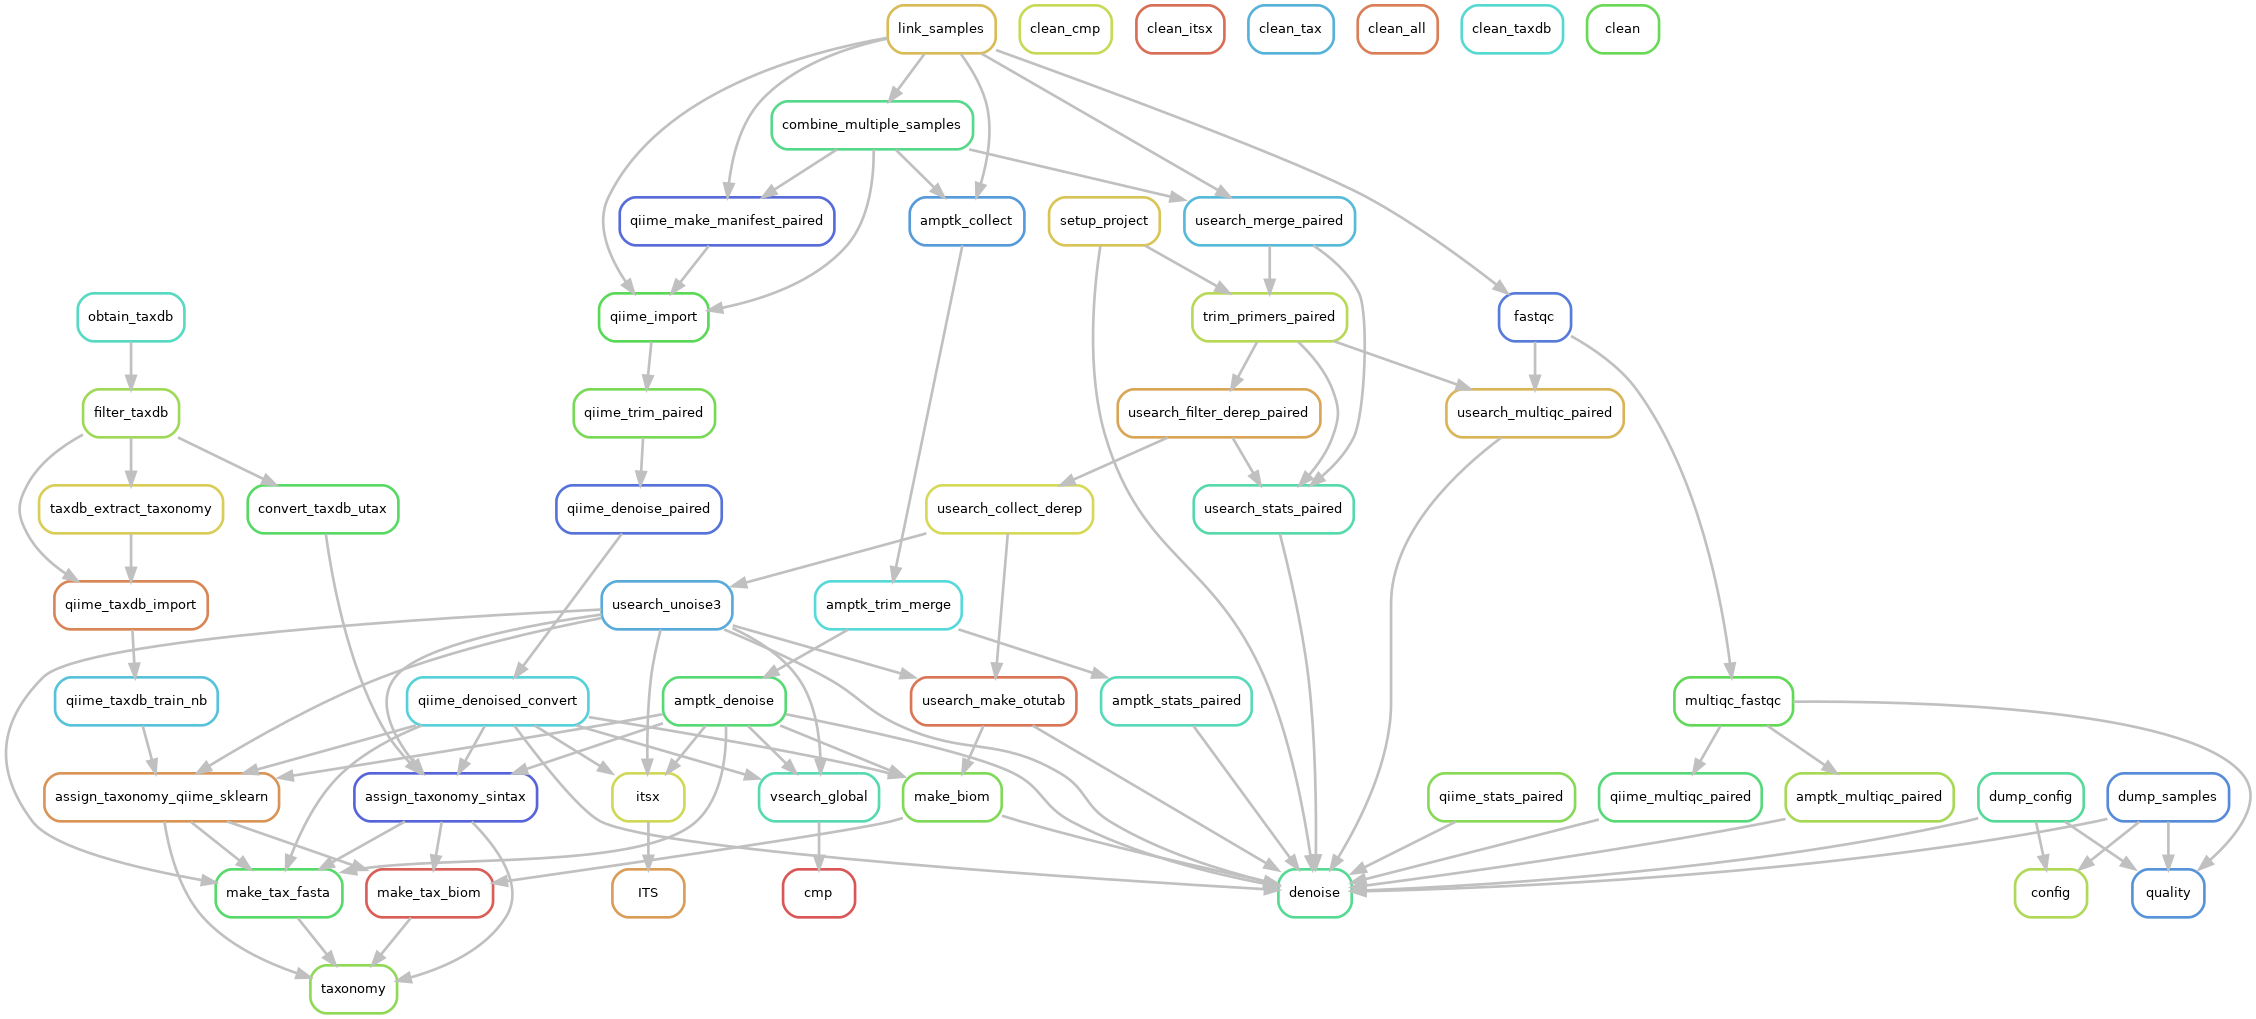 link_samples
clean_cmp
clean_itsx
clean_tax
clean_all
clean_taxdb
clean
combine_multiple_samples
qiime_make_manifest_paired
amptk_collect
setup_project
usearch_merge_paired
obtain_taxdb
qiime_import
trim_primers_paired
fastqc
filter_taxdb
qiime_trim_paired
usearch_filter_derep_paired
usearch_multiqc_paired
taxdb_extract_taxonomy
convert_taxdb_utax
qiime_denoise_paired
usearch_collect_derep
usearch_stats_paired
qiime_taxdb_import
usearch_unoise3
amptk_trim_merge
qiime_taxdb_train_nb
qiime_denoised_convert
amptk_denoise
usearch_make_otutab
amptk_stats_paired
multiqc_fastqc
assign_taxonomy_qiime_sklearn
assign_taxonomy_sintax
itsx
vsearch_global
make_biom
qiime_stats_paired
qiime_multiqc_paired
amptk_multiqc_paired
dump_config
dump_samples
make_tax_fasta
make_tax_biom
ITS
cmp
denoise
config
quality
taxonomy